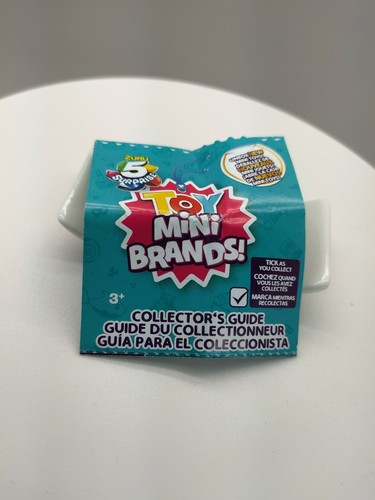 ZURU
5
SURPRISE
TOY
MiNi
BRANDS!
3+
TICK AS
YOU COLLECT
COCHEZ QUAND
VOUS LES AVEZ
COLLECTÉS
MARCA MIENTRAS
RECOLECTAS
COLLECTOR'S GUIDE
GUIDE DU COLLECTIONNEUR
GUÍA PARA EL COLECCIONISTA